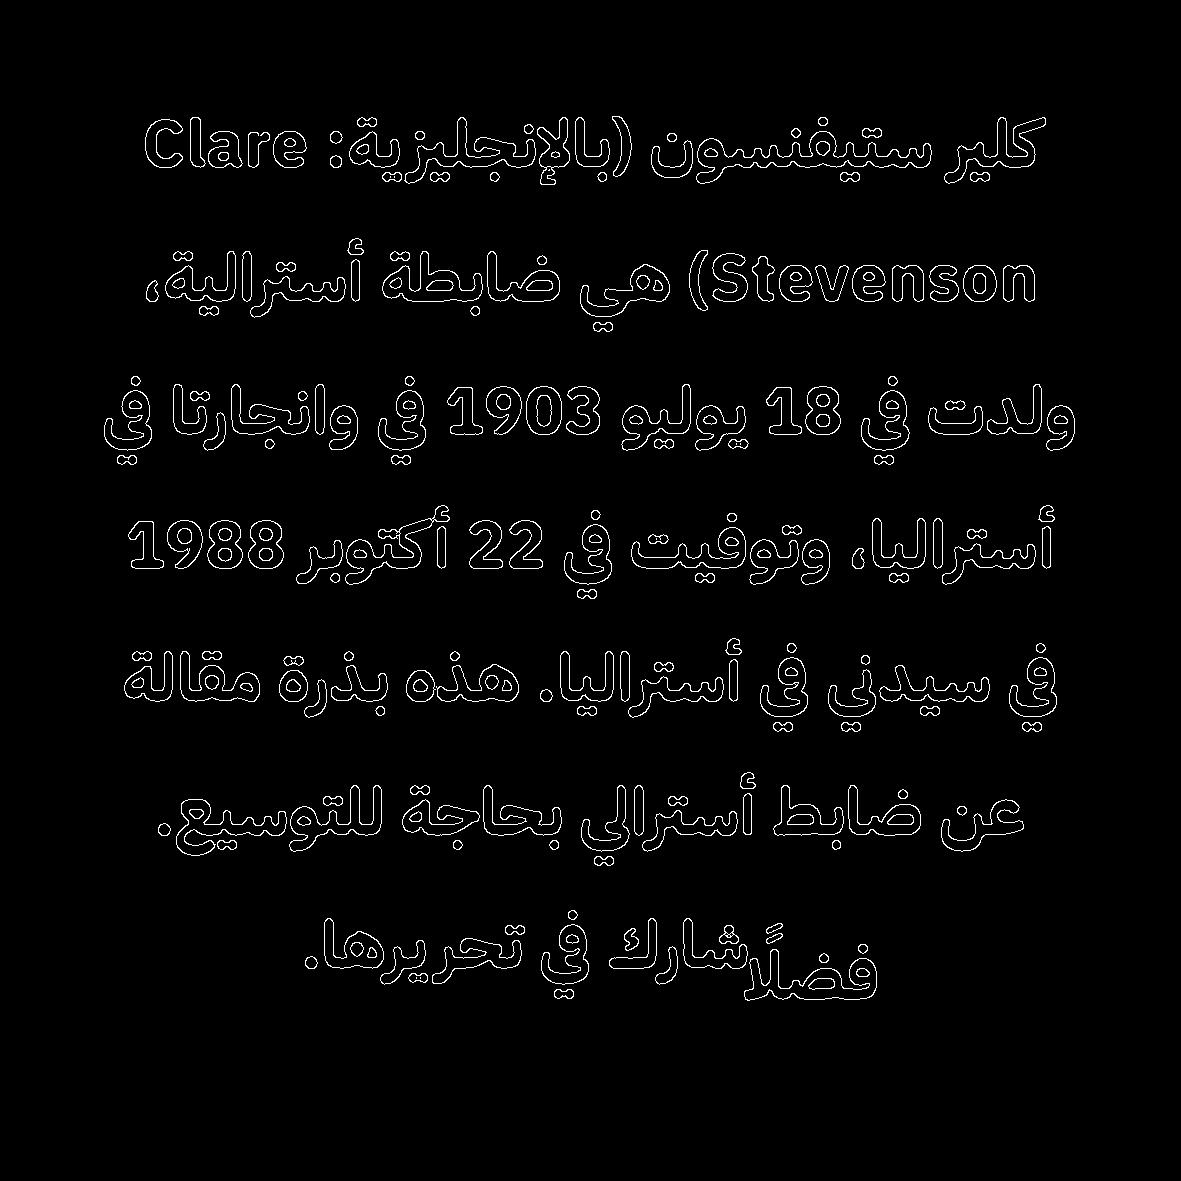 كلير ستيفنسون (بالإنجليزية: Clare
Stevenson) هي ضابطة أسترالية،
ولدت في 18 يوليو 1903 في وانجارتا في
أستراليا، وتوفيت في 22 أكتوبر 1988
في سيدني في أستراليا. هذه بذرة مقالة
عن ضابط أسترالي بحاجة للتوسيع.
فضلًا شارك في تحريرها.